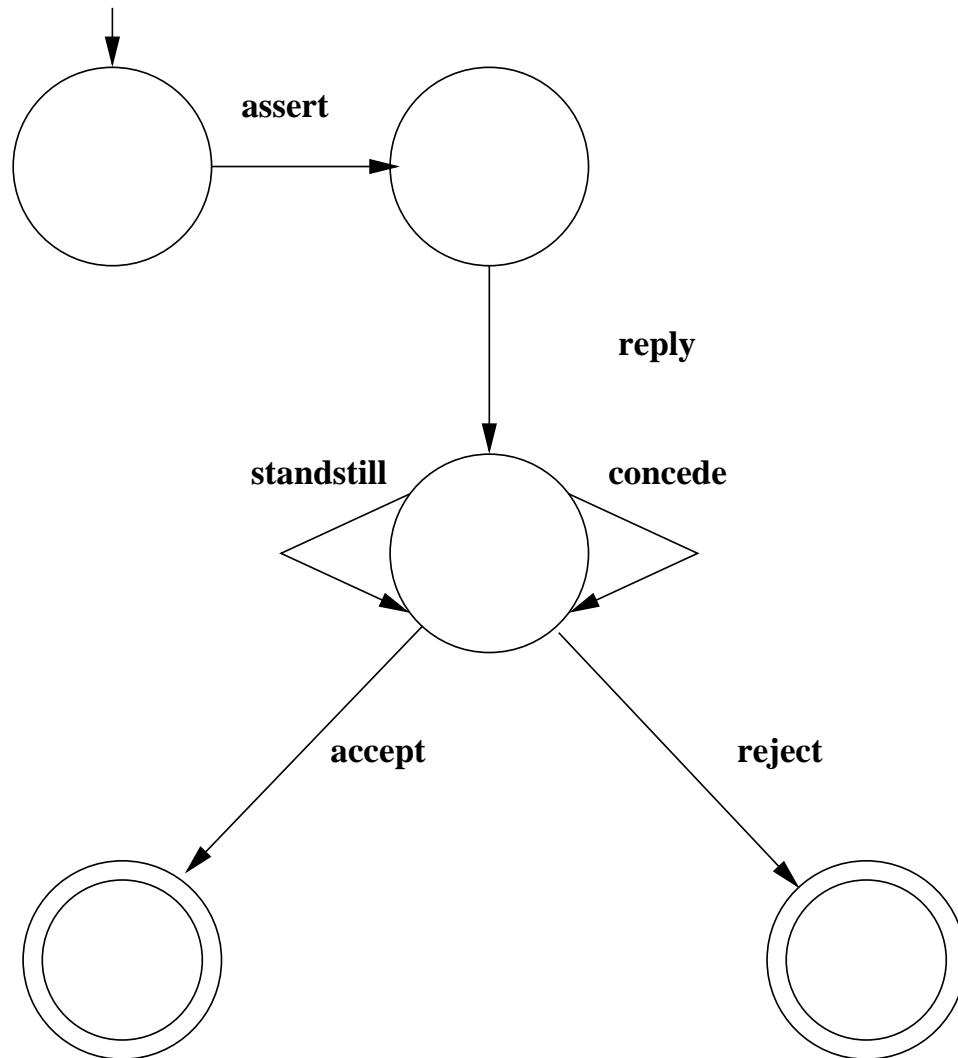 assert
reply
standstill
concede
accept
reject